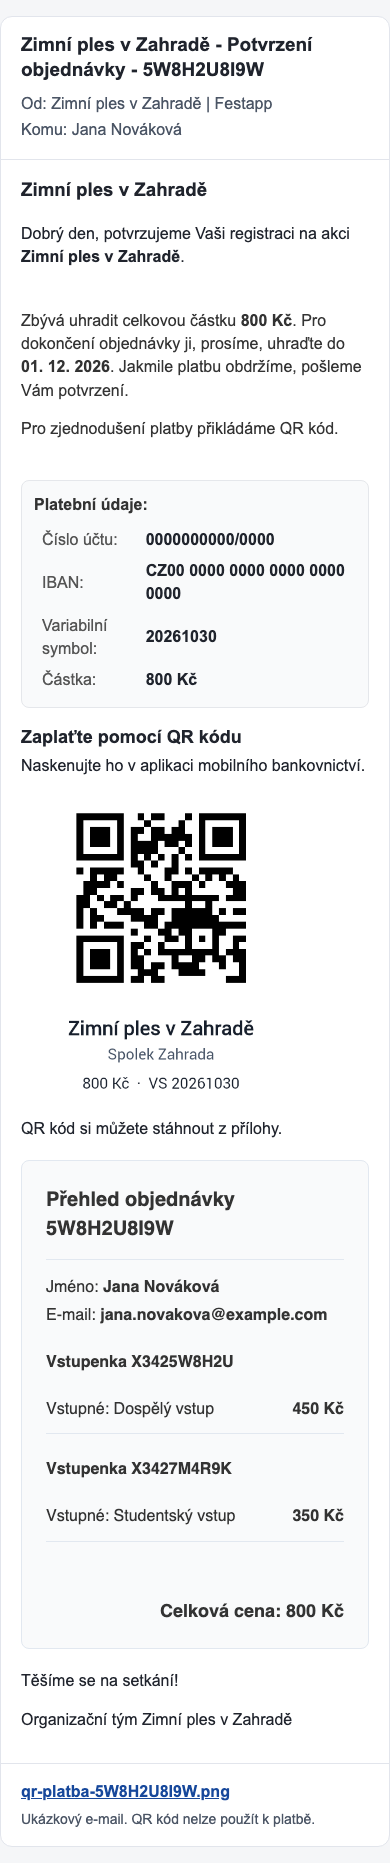 Zimní ples v Zahradě - Potvrzení
objednávky - 5W8H2U8I9W
Od: Zimní ples v Zahradě | Festapp
Komu: Jana Nováková
Zimní ples v Zahradě
Dobrý den, potvrzujeme Vaši registraci na akci
Zimní ples v Zahradě.
Zbývá uhradit celkovou částku 800 Kč. Pro
dokončení objednávky ji, prosíme, uhraďte do
01. 12. 2026. Jakmile platbu obdržíme, pošleme
Vám potvrzení.
Pro zjednodušení platby přikládáme QR kód.
Platební údaje:
Číslo účtu: 0000000000/0000
IBAN: CZ00 0000 0000 0000 0000
0000
Variabilní
symbol: 20261030
Částka: 800 Kč
Zaplaťte pomocí QR kódu
Naskenujte ho v aplikaci mobilního bankovnictví.
Zimní ples v Zahradě
Spolek Zahrada
800 Kč · VS 20261030
QR kód si můžete stáhnout z přílohy.
Přehled objednávky
5W8H2U8I9W
Jméno: Jana Nováková
E-mail: jana.novakova@example.com
Vstupenka X3425W8H2U
Vstupné: Dospělý vstup 450 Kč
Vstupenka X3427M4R9K
Vstupné: Studentský vstup 350 Kč
Celková cena: 800 Kč
Těšíme se na setkání!
Organizační tým Zimní ples v Zahradě
qr-platba-5W8H2U8I9W.png
Ukázkový e-mail. QR kód nelze použít k platbě.